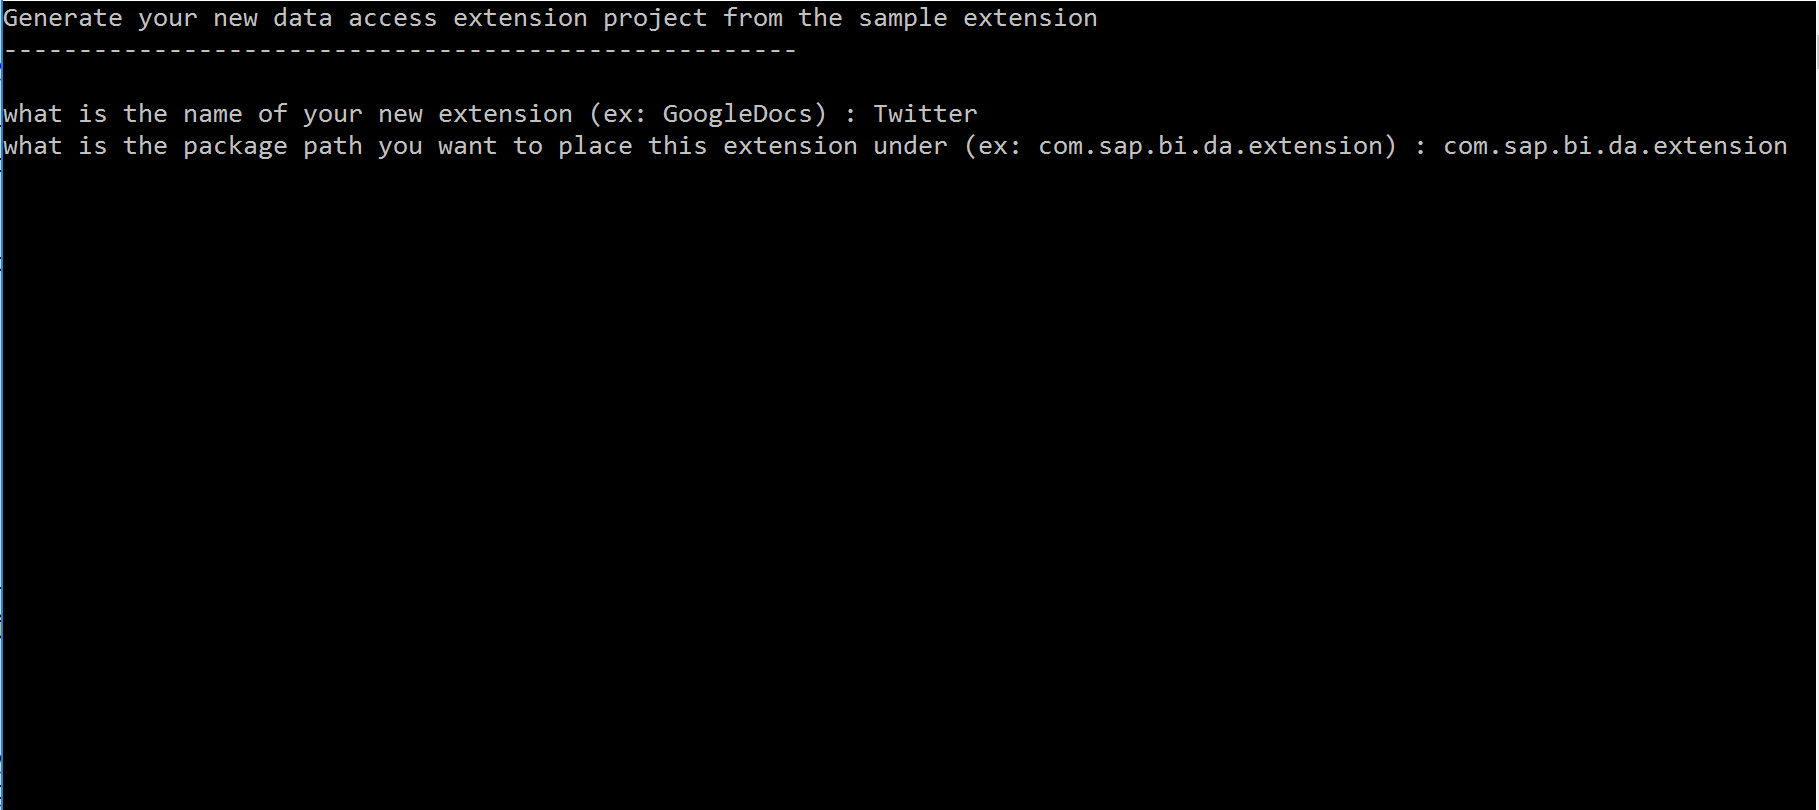 Generate your new data access extension project from the sample extension
-----------------------------------------------------
what is the name of your new extension (ex: GoogleDocs) : Twitter
what is the package path you want to place this extension under (ex: com.sap.bi.da.extension) : com.sap.bi.da.extension